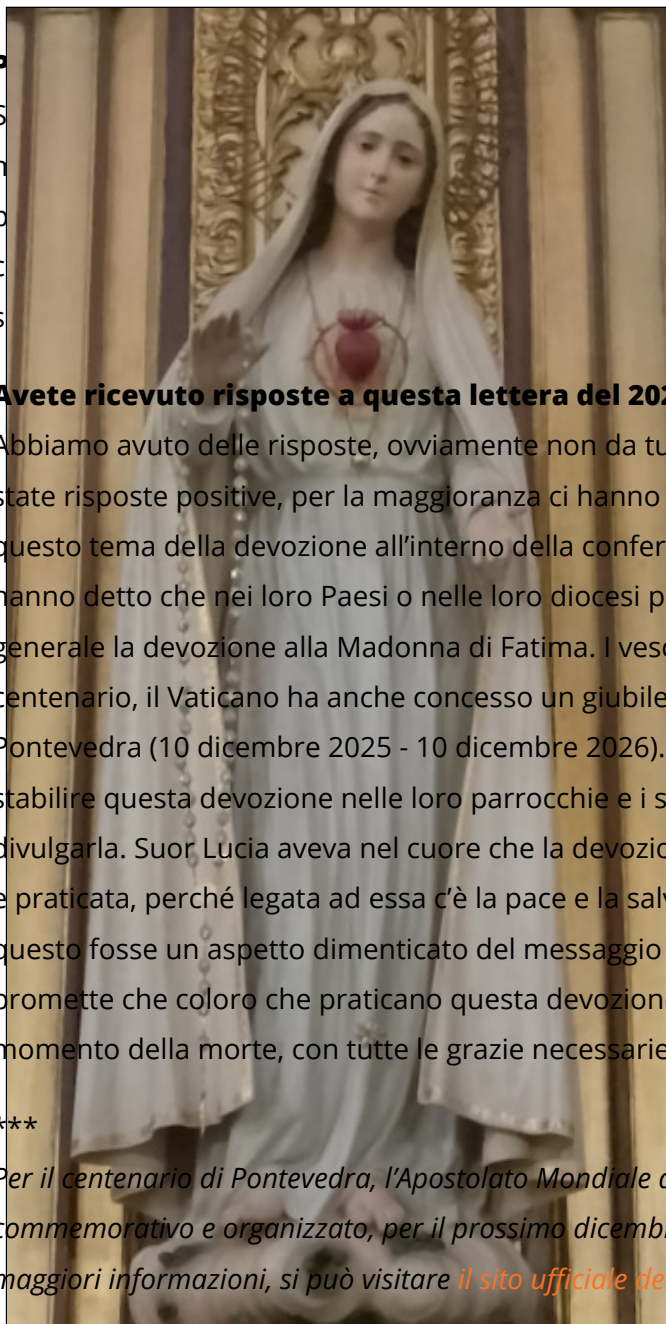 Avete ricevuto risposte a questa lettera del 202
Abbiamo avuto delle risposte, ovviamente non da tu
state risposte positive, per la maggioranza ci hanno
questo tema della devozione all’interno della confer
hanno detto che nei loro Paesi o nelle loro diocesi p
generale la devozione alla Madonna di Fatima. I vesc
centenario, il Vaticano ha anche concesso un giubile
Pontevedra (10 dicembre 2025 - 10 dicembre 2026).
stabilire questa devozione nelle loro parrocchie e i s
divulgarla. Suor Lucia aveva nel cuore che la devozio
e praticata, perché legata ad essa c’è la pace e la salv
questo fosse un aspetto dimenticato del messaggio
promette che coloro che praticano questa devozion
momento della morte, con tutte le grazie necessarie
***
Per il centenario di Pontevedra, l’Apostolato Mondiale d
commemorativo e organizzato, per il prossimo dicemb
maggiori informazioni, si può visitare il sito ufficiale de